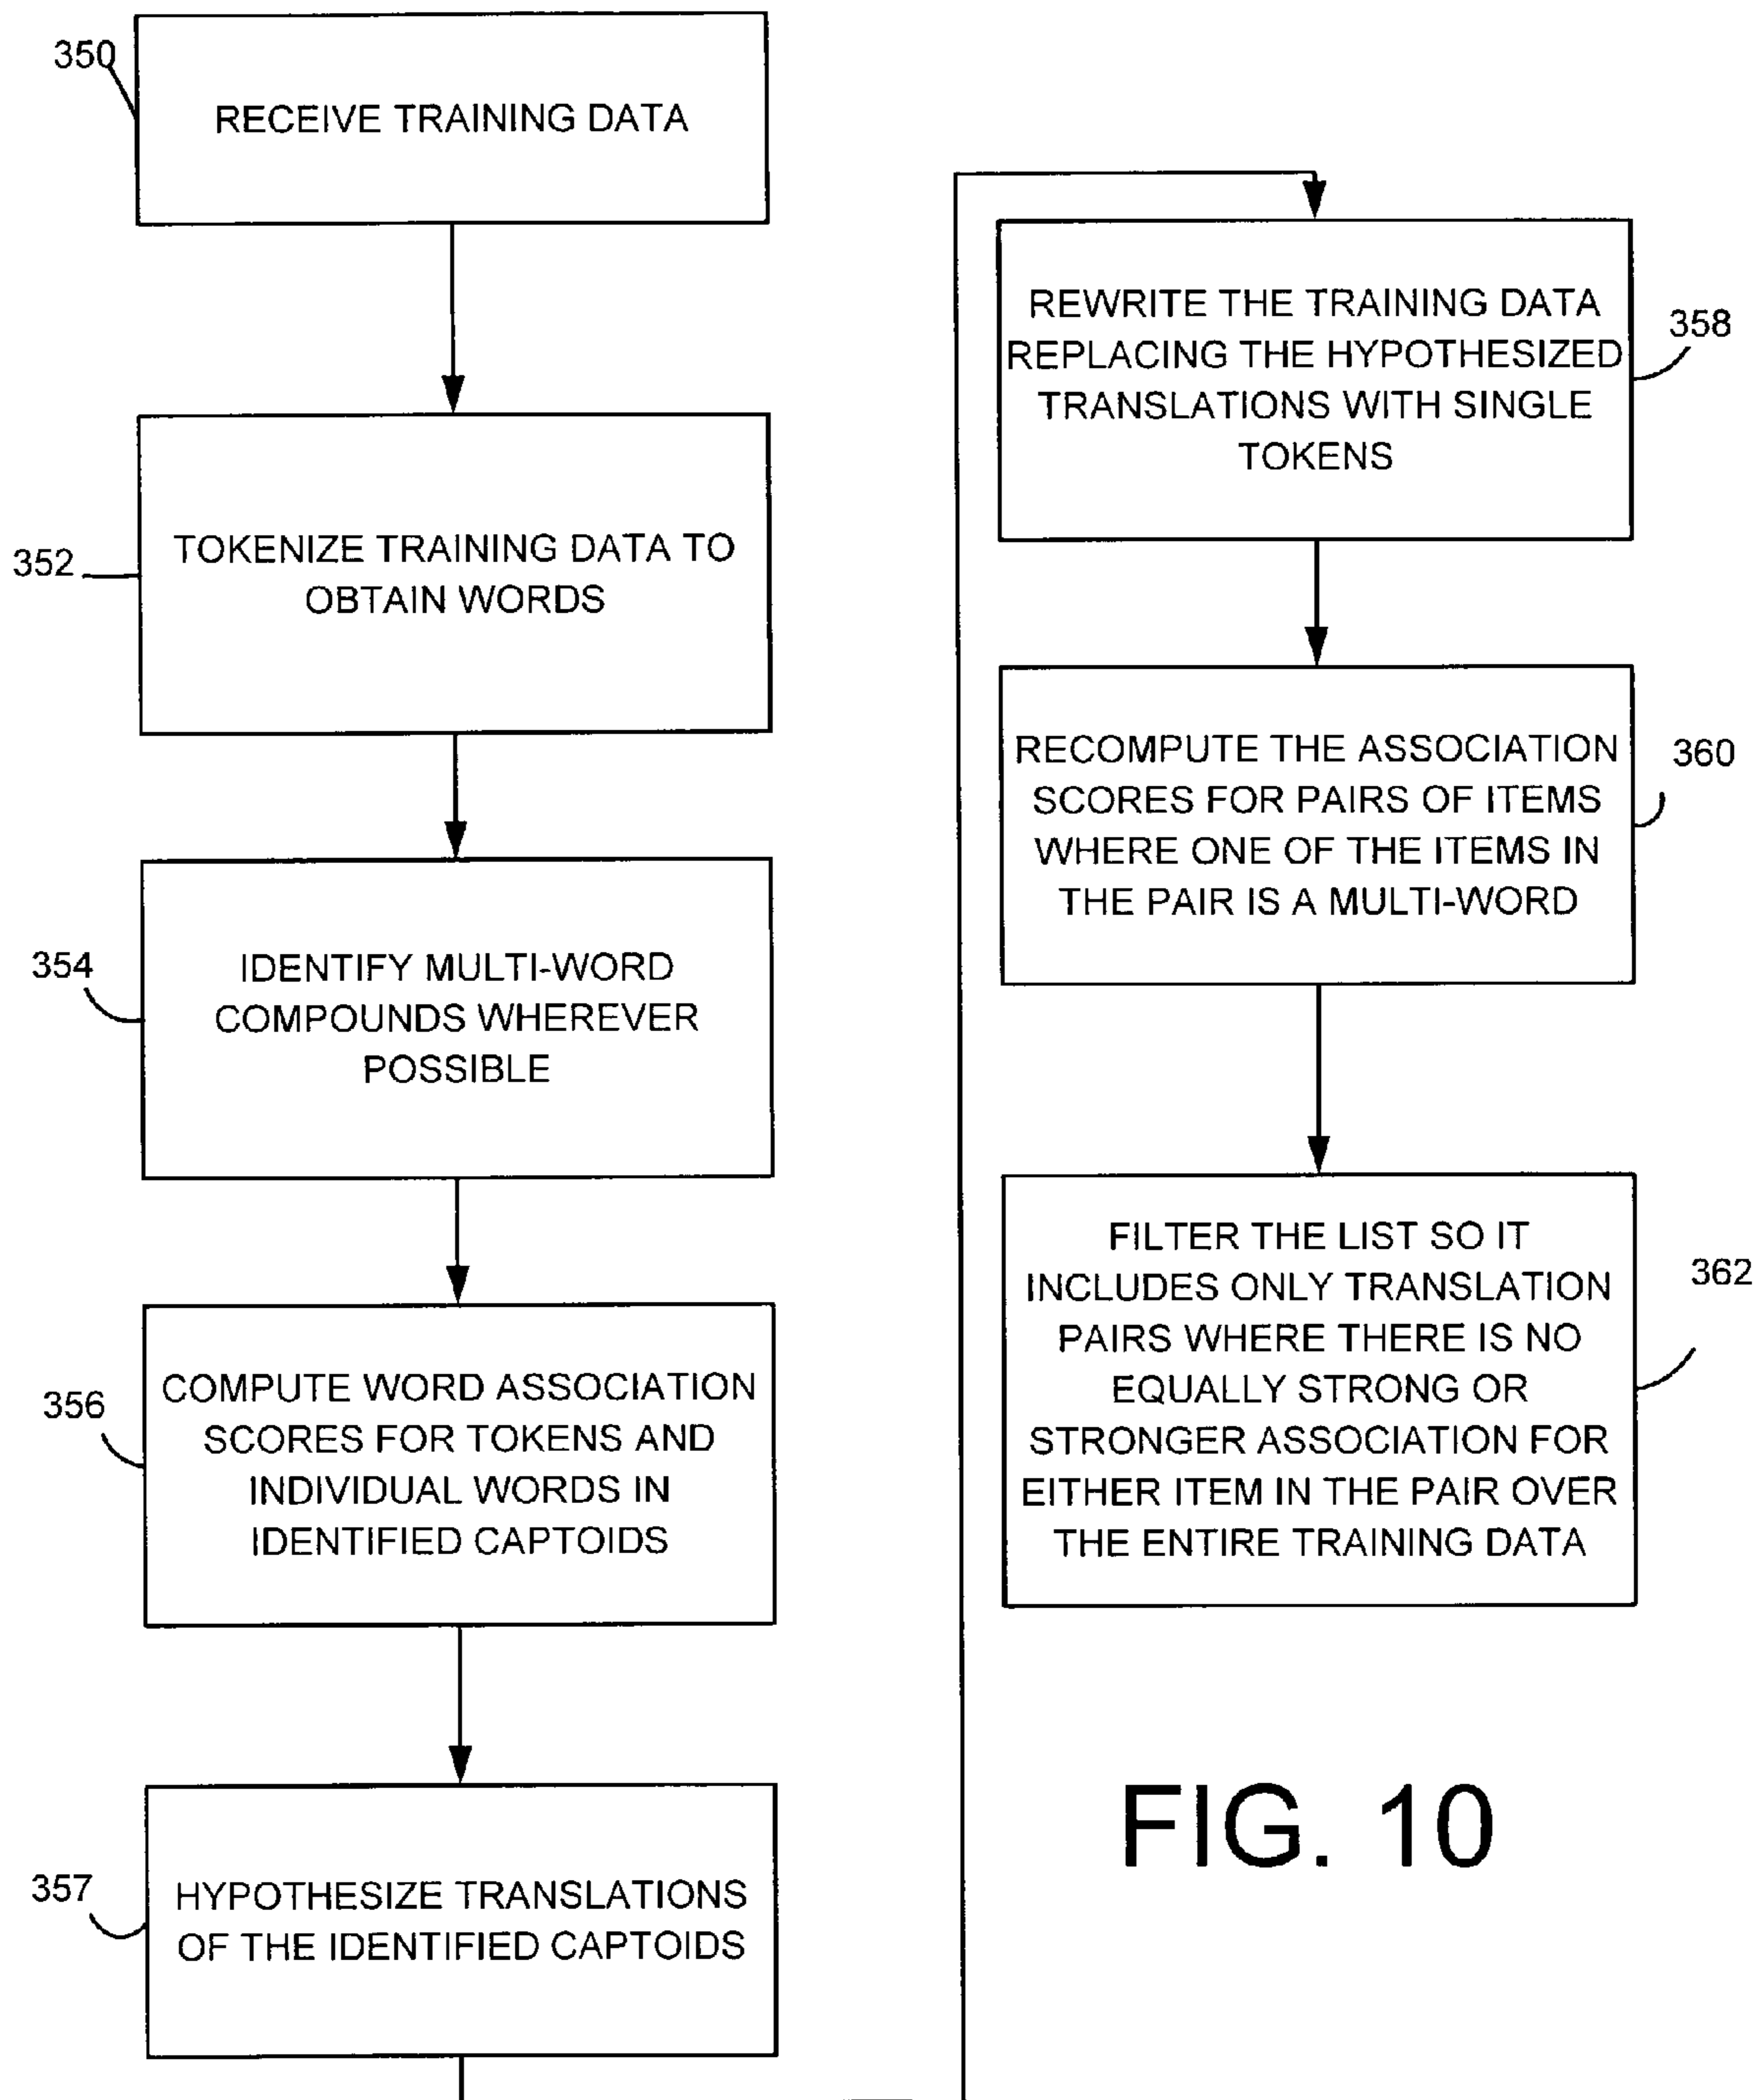 350
RECEIVE TRAINING DATA
352
TOKENIZE TRAINING DATA TO
OBTAIN WORDS
354
IDENTIFY MULTI-WORD
COMPOUNDS WHEREVER
POSSIBLE
356
COMPUTE WORD ASSOCIATION
SCORES FOR TOKENS AND
INDIVIDUAL WORDS IN
IDENTIFIED CAPTOIDS
357
HYPOTHESIZE TRANSLATIONS
OF THE IDENTIFIED CAPTOIDS
REWRITE THE TRAINING DATA
REPLACING THE HYPOTHESIZED
TRANSLATIONS WITH SINGLE
TOKENS
358
RECOMPUTE THE ASSOCIATION
SCORES FOR PAIRS OF ITEMS
WHERE ONE OF THE ITEMS IN
THE PAIR IS A MULTI-WORD
360
FILTER THE LIST SO IT
INCLUDES ONLY TRANSLATION
PAIRS WHERE THERE IS NO
EQUALLY STRONG OR
STRONGER ASSOCIATION FOR
EITHER ITEM IN THE PAIR OVER
THE ENTIRE TRAINING DATA
362
FIG. 10